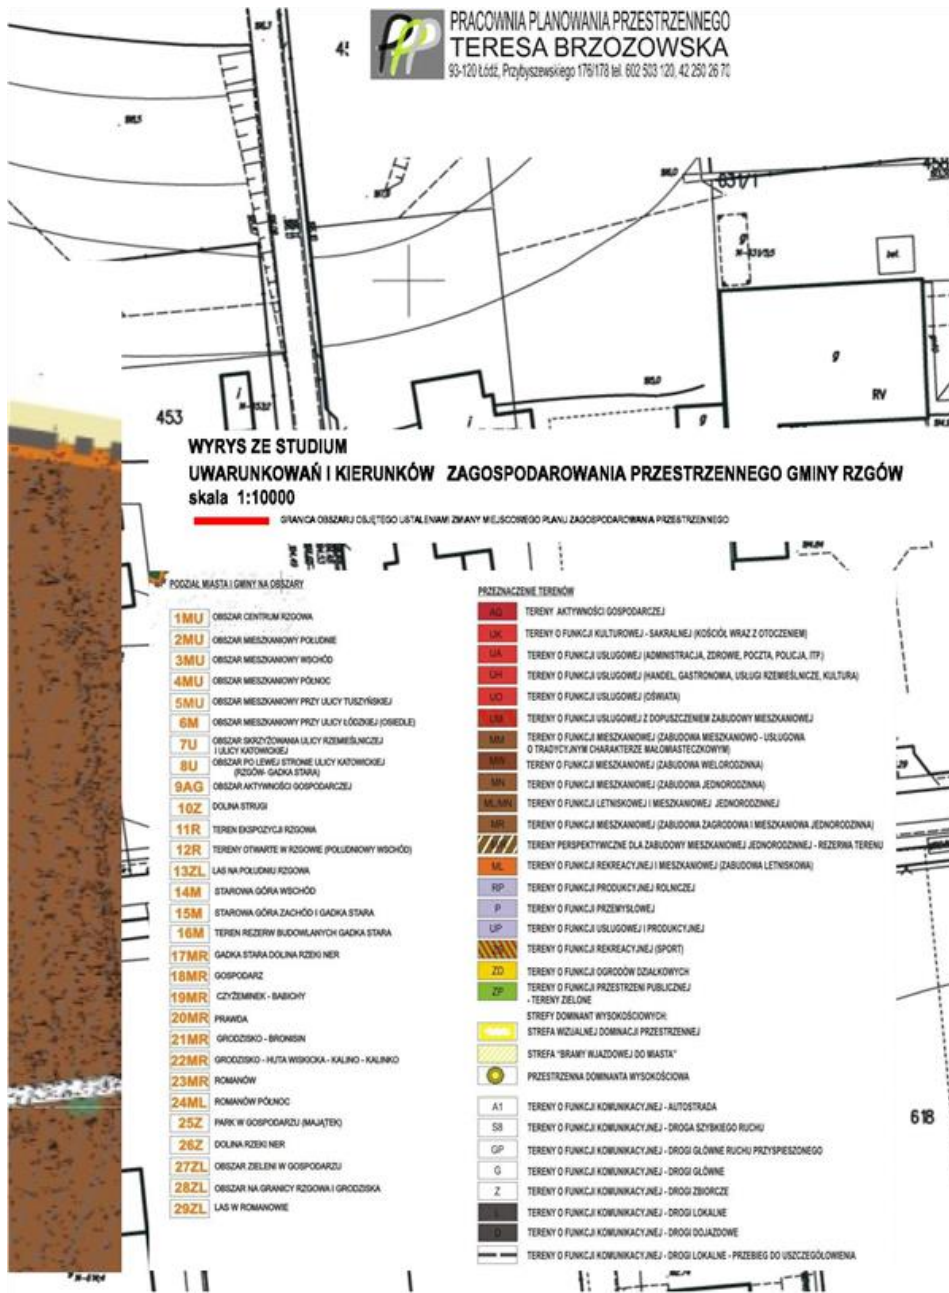 PRACOWNIA PLANOWANIA PRZESTRZENNEGO
TERESA BRZOZOWSKA
93-120 Łódź, Przybyszewskiego 176/178 tel. 602 503 120, 42 250 26 70
631/1
g
bet.
g
RV
j
j
g
453
WYRYS ZE STUDIUM
UWARUNKOWAŃ I KIERUNKÓW ZAGOSPODAROWANIA PRZESTRZENNEGO GMINY RZGÓW
skala 1:10000
GRANICA OBSZARU OBJĘTEGO USTALENIAMI ZMIANY MIEJSCOWEGO PLANU ZAGOSPODAROWANIA PRZESTRZENNEGO
PODZIAŁ MIASTA I GMINY NA OBSZARY
1MU OBSZAR CENTRUM RZGOWA
2MU OBSZAR MIESZKANIOWY POŁUDNIE
3MU OBSZAR MIESZKANIOWY WSCHÓD
4MU OBSZAR MIESZKANIOWY PÓŁNOC
5MU OBSZAR MIESZKANIOWY PRZY ULICY TUSZYŃSKIEJ
6M OBSZAR MIESZKANIOWY PRZY ULICY ŁÓDZKIEJ (OSIEDLE)
7U OBSZAR SKRZYŻOWANIA ULICY RZEMIEŚLNICZEJ
I ULICY KATOWICKIEJ
8U OBSZAR PO LEWEJ STRONIE ULICY KATOWICKIEJ
(RZGÓW- GADKA STARA)
9AG OBSZAR AKTYWNOŚCI GOSPODARCZEJ
10Z DOLINA STRUGI
11R TEREN EKSPOZYCJI RZGOWA
12R TERENY OTWARTE W RZGOWIE (POŁUDNIOWY WSCHÓD)
13ZL LAS NA POŁUDNIU RZGOWA
14M STAROWA GÓRA WSCHÓD
15M STAROWA GÓRA ZACHÓD I GADKA STARA
16M TEREN REZERW BUDOWLANYCH GADKA STARA
17MR GADKA STARA DOLINA RZEKI NER
18MR GOSPODARZ
19MR CZYŻEMINEK - BABICHY
20MR PRAWDA
21MR GRODZISKO - BRONISIN
22MR GRODZISKO - HUTA WISKICKA - KALINO - KALINKO
23MR ROMANÓW
24ML ROMANÓW PÓŁNOC
25Z PARK W GOSPODARZU (MAJĄTEK)
26Z DOLINA RZEKI NER
27ZL OBSZAR ZIELENI W GOSPODARZU
28ZL OBSZAR NA GRANICY RZGOWA I GRODZISKA
29ZL LAS W ROMANOWIE
PRZEZNACZENIE TERENÓW
AG TERENY AKTYWNOŚCI GOSPODARCZEJ
UK TERENY O FUNKCJI KULTUROWEJ - SAKRALNEJ (KOŚCIÓŁ WRAZ Z OTOCZENIEM)
UA TERENY O FUNKCJI USŁUGOWEJ (ADMINISTRACJA, ZDROWIE, POCZTA, POLICJA, ITP.)
UH TERENY O FUNKCJI USŁUGOWEJ (HANDEL, GASTRONOMIA, USŁUGI RZEMIEŚLNICZE, KULTURA)
UO TERENY O FUNKCJI USŁUGOWEJ (OŚWIATA)
UM TERENY O FUNKCJI USŁUGOWEJ Z DOPUSZCZENIEM ZABUDOWY MIESZKANIOWEJ
MM TERENY O FUNKCJI MIESZKANIOWEJ (ZABUDOWA MIESZKANIOWO - USŁUGOWA
O TRADYCYJNYM CHARAKTERZE MAŁOMIASTECZKOWYM)
MW TERENY O FUNKCJI MIESZKANIOWEJ (ZABUDOWA WIELORODZINNA)
MN TERENY O FUNKCJI MIESZKANIOWEJ (ZABUDOWA JEDNORODZINNA)
ML/MN TERENY O FUNKCJI LETNISKOWEJ I MIESZKANIOWEJ JEDNORODZINNEJ
MR TERENY O FUNKCJI MIESZKANIOWEJ (ZABUDOWA ZAGRODOWA I MIESZKANIOWA JEDNORODZINNA)
TERENY PERSPEKTYWICZNE DLA ZABUDOWY MIESZKANIOWEJ JEDNORODZINNEJ - REZERWA TERENU
ML TERENY O FUNKCJI REKREACYJNEJ I MIESZKANIOWEJ (ZABUDOWA LETNISKOWA)
RP TERENY O FUNKCJI PRODUKCYJNEJ ROLNICZEJ
P TERENY O FUNKCJI PRZEMYSŁOWEJ
UP TERENY O FUNKCJI USŁUGOWEJ I PRODUKCYJNEJ
TERENY O FUNKCJI REKREACYJNEJ (SPORT)
ZD TERENY O FUNKCJI OGRODÓW DZIAŁKOWYCH
ZP TERENY O FUNKCJI PRZESTRZENI PUBLICZNEJ
- TERENY ZIELONE
STREFY DOMINANT WYSOKOŚCIOWYCH:
STREFA WIZUALNEJ DOMINACJI PRZESTRZENNEJ
STREFA "BRAMY WJAZDOWEJ DO MIASTA"
PRZESTRZENNA DOMINANTA WYSOKOŚCIOWA
A1 TERENY O FUNKCJI KOMUNIKACYJNEJ - AUTOSTRADA
S8 TERENY O FUNKCJI KOMUNIKACYJNEJ - DROGA SZYBKIEGO RUCHU
GP TERENY O FUNKCJI KOMUNIKACYJNEJ - DROGI GŁÓWNE RUCHU PRZYSPIESZONEGO
G TERENY O FUNKCJI KOMUNIKACYJNEJ - DROGI GŁÓWNE
Z TERENY O FUNKCJI KOMUNIKACYJNEJ - DROGI ZBIORCZE
L TERENY O FUNKCJI KOMUNIKACYJNEJ - DROGI LOKALNE
D TERENY O FUNKCJI KOMUNIKACYJNEJ - DROGI DOJAZDOWE
TERENY O FUNKCJI KOMUNIKACYJNEJ - DROGI LOKALNE - PRZEBIEG DO USZCZEGÓŁOWIENIA
618